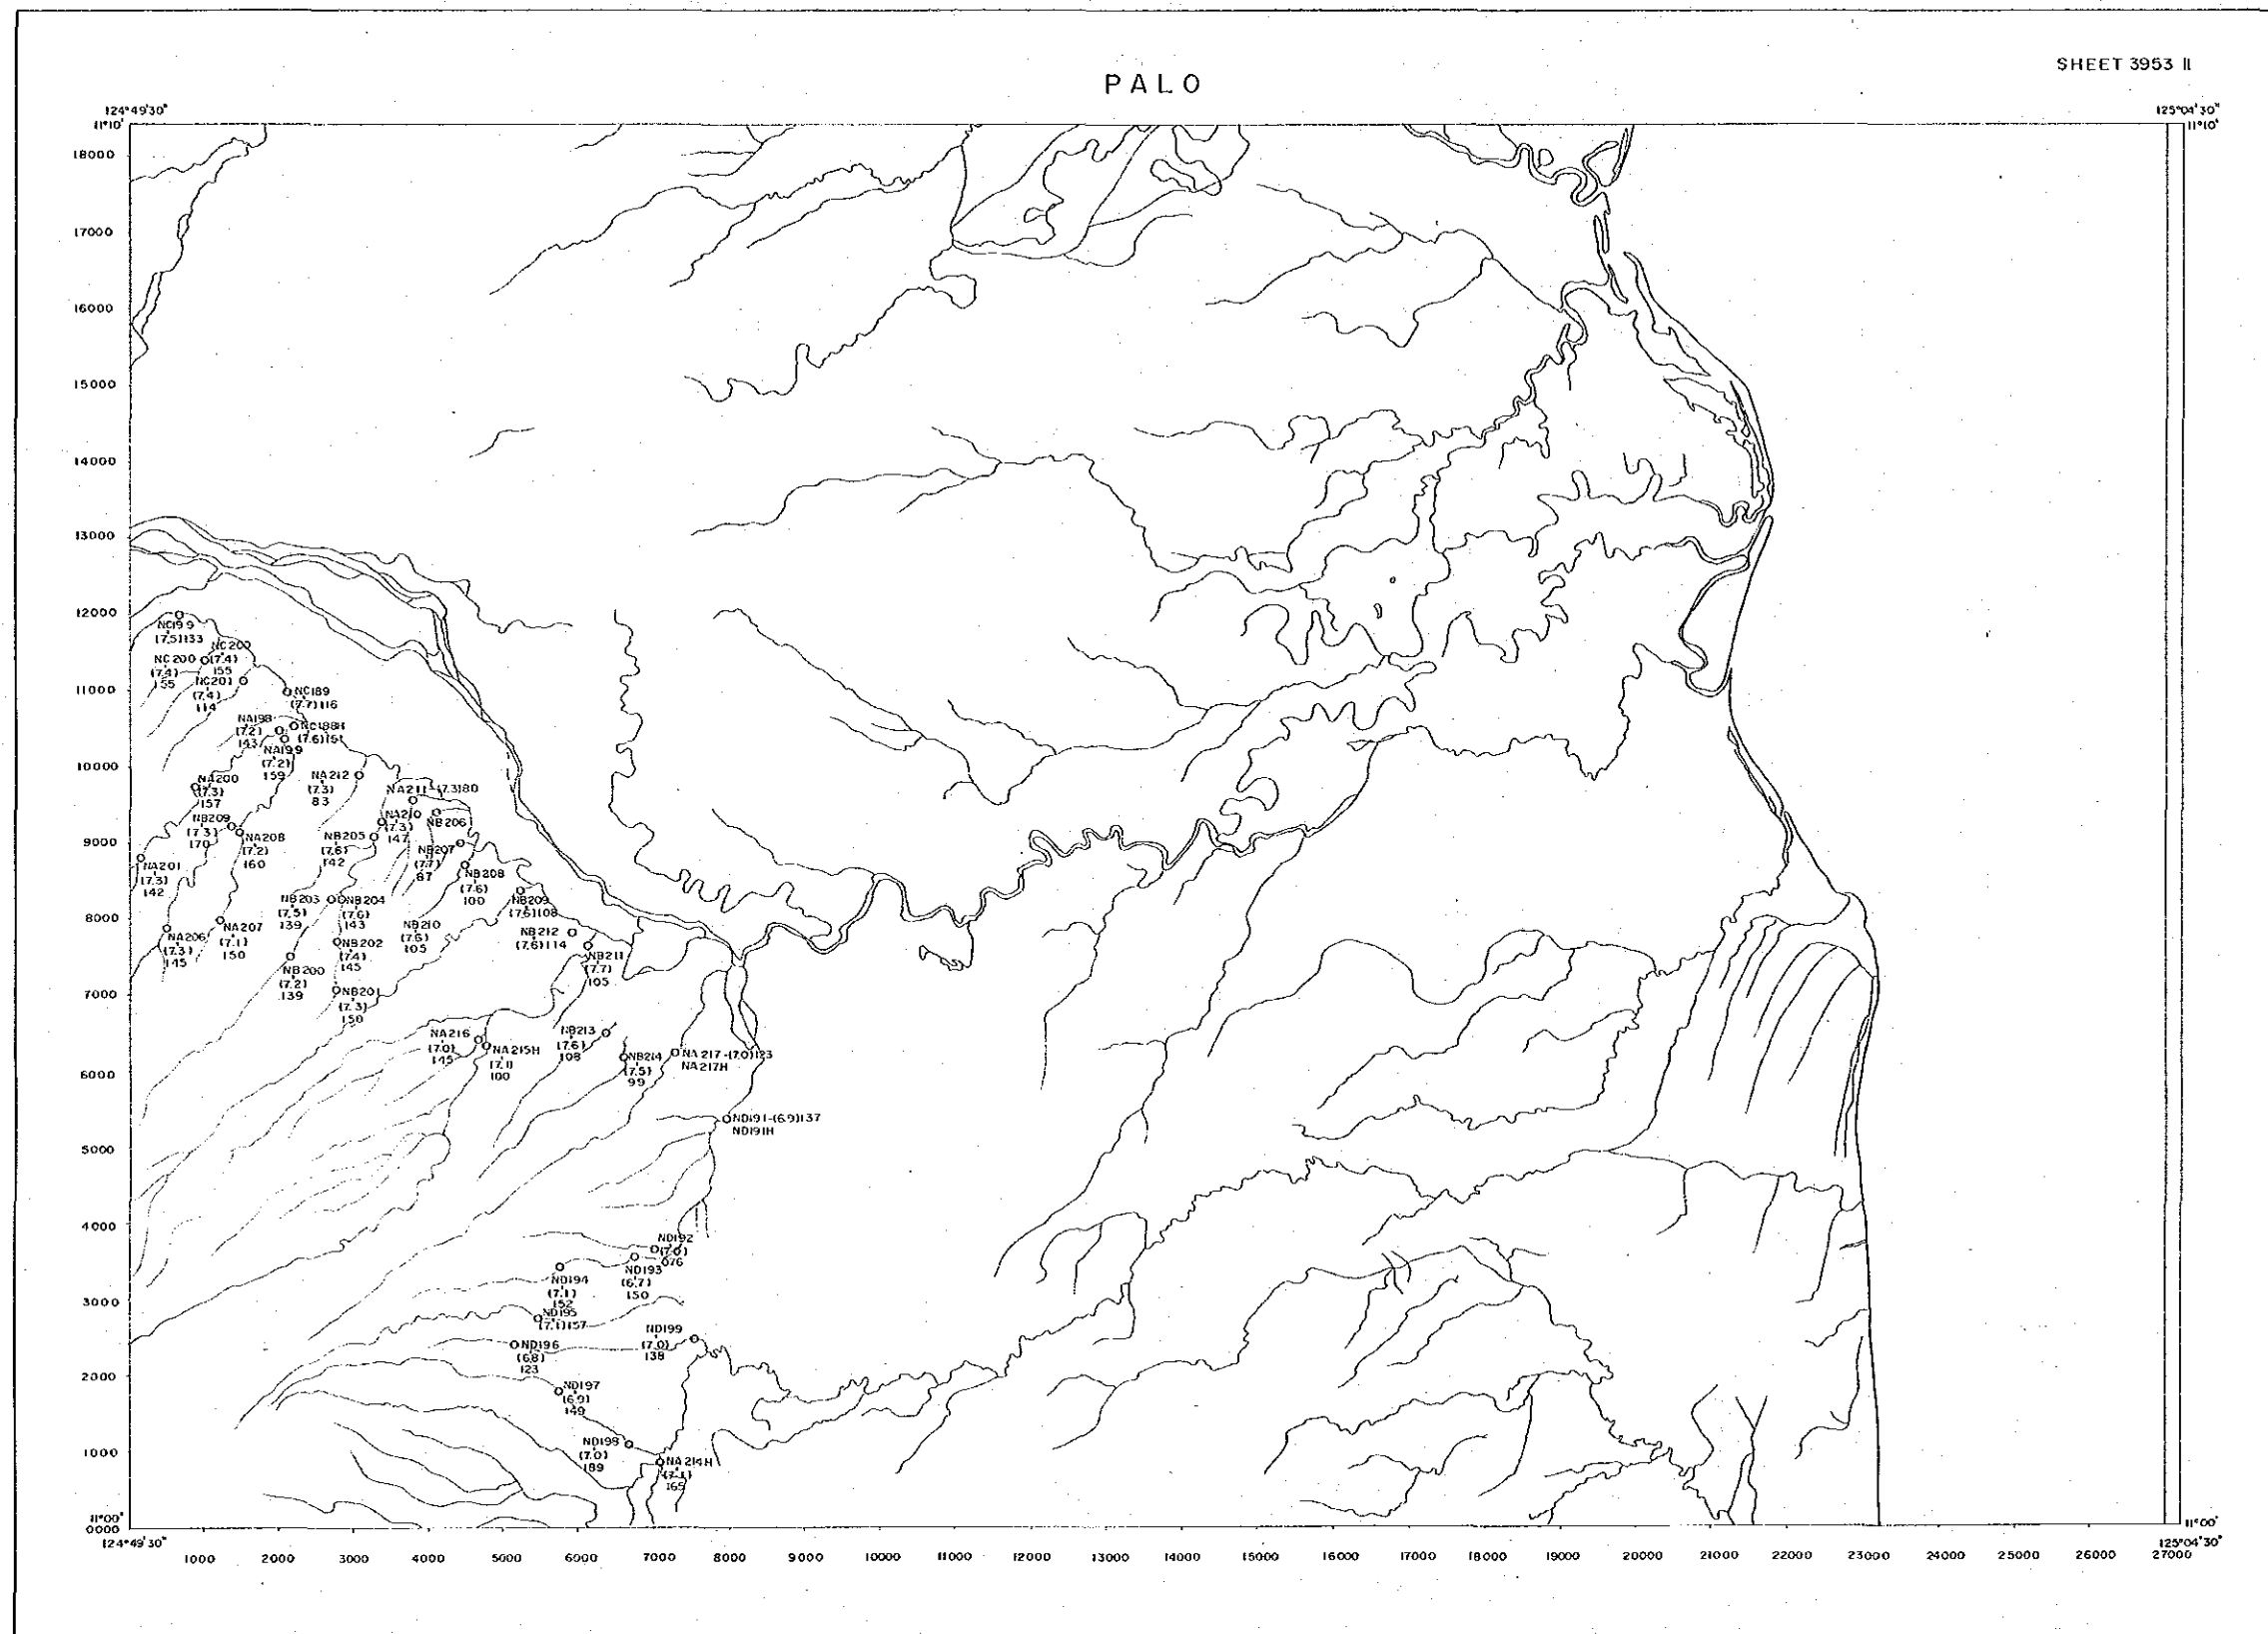 SHEET 3953 II
PALO
124°49'30"
11°10'
125°04'30"
11°10'
18000
17000
16000
15000
14000
13000
12000
11000
10000
9000
8000
7000
6000
5000
4000
3000
2000
1000
11°00'
0000
124°49'30"
NC199
(7.5)133
NC200
(7.4)
155
NC200
(7.4)
155
NC201
(7.4)
114
NC189
(7.7)116
NA198
(7.2)
143
NC188H
(7.6)151
NA199
(7.2)
159
NA200
(7.3)
157
NA212
(7.3)
83
NA211-(7.3)80
NA210
(7.3)
147
NB206
NB209
(7.3)
170
NA208
(7.2)
160
NB205
(7.6)
142
NB207
(7.7)
87
NA201
(7.3)
142
NB208
(7.6)
100
NB203
(7.5)
139
NB204
(7.6)
143
NB209
(7.6)108
NA206
(7.3)
145
NA207
(7.1)
150
NB210
(7.6)
105
NB202
(7.4)
145
NB212
(7.6)114
NB211
(7.7)
105
NB200
(7.2)
139
NB201
(7.3)
150
NA216
(7.0)
145
NA215H
(7.1)
100
NB213
(7.6)
108
NB214
(7.5)
99
NA217-(7.0)123
NA217H
ND191-(6.9)137
ND191H
ND192
(7.0)
076
ND193
(6.7)
150
ND194
(7.1)
152
ND195
(7.1)157
ND199
(7.0)
138
ND196
(6.8)
123
ND197
(6.9)
149
ND198
(7.0)
189
NA214H
(7.1)
165
11°00'
125°04'30"
1000
2000
3000
4000
5000
6000
7000
8000
9000
10000
11000
12000
13000
14000
15000
16000
17000
18000
19000
20000
21000
22000
23000
24000
25000
26000
27000